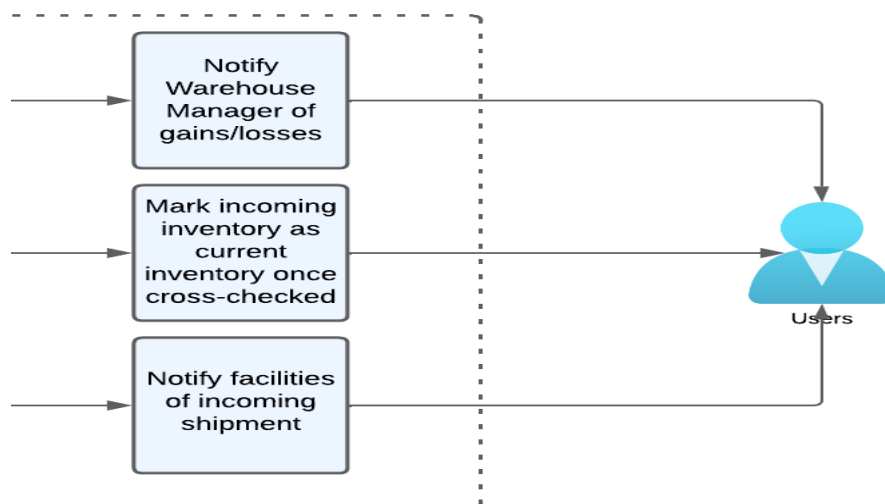 Notify
Warehouse
Manager of
gains/losses
Mark incoming
inventory as
current
inventory once
cross-checked
Users
Notify facilities
of incoming
shipment